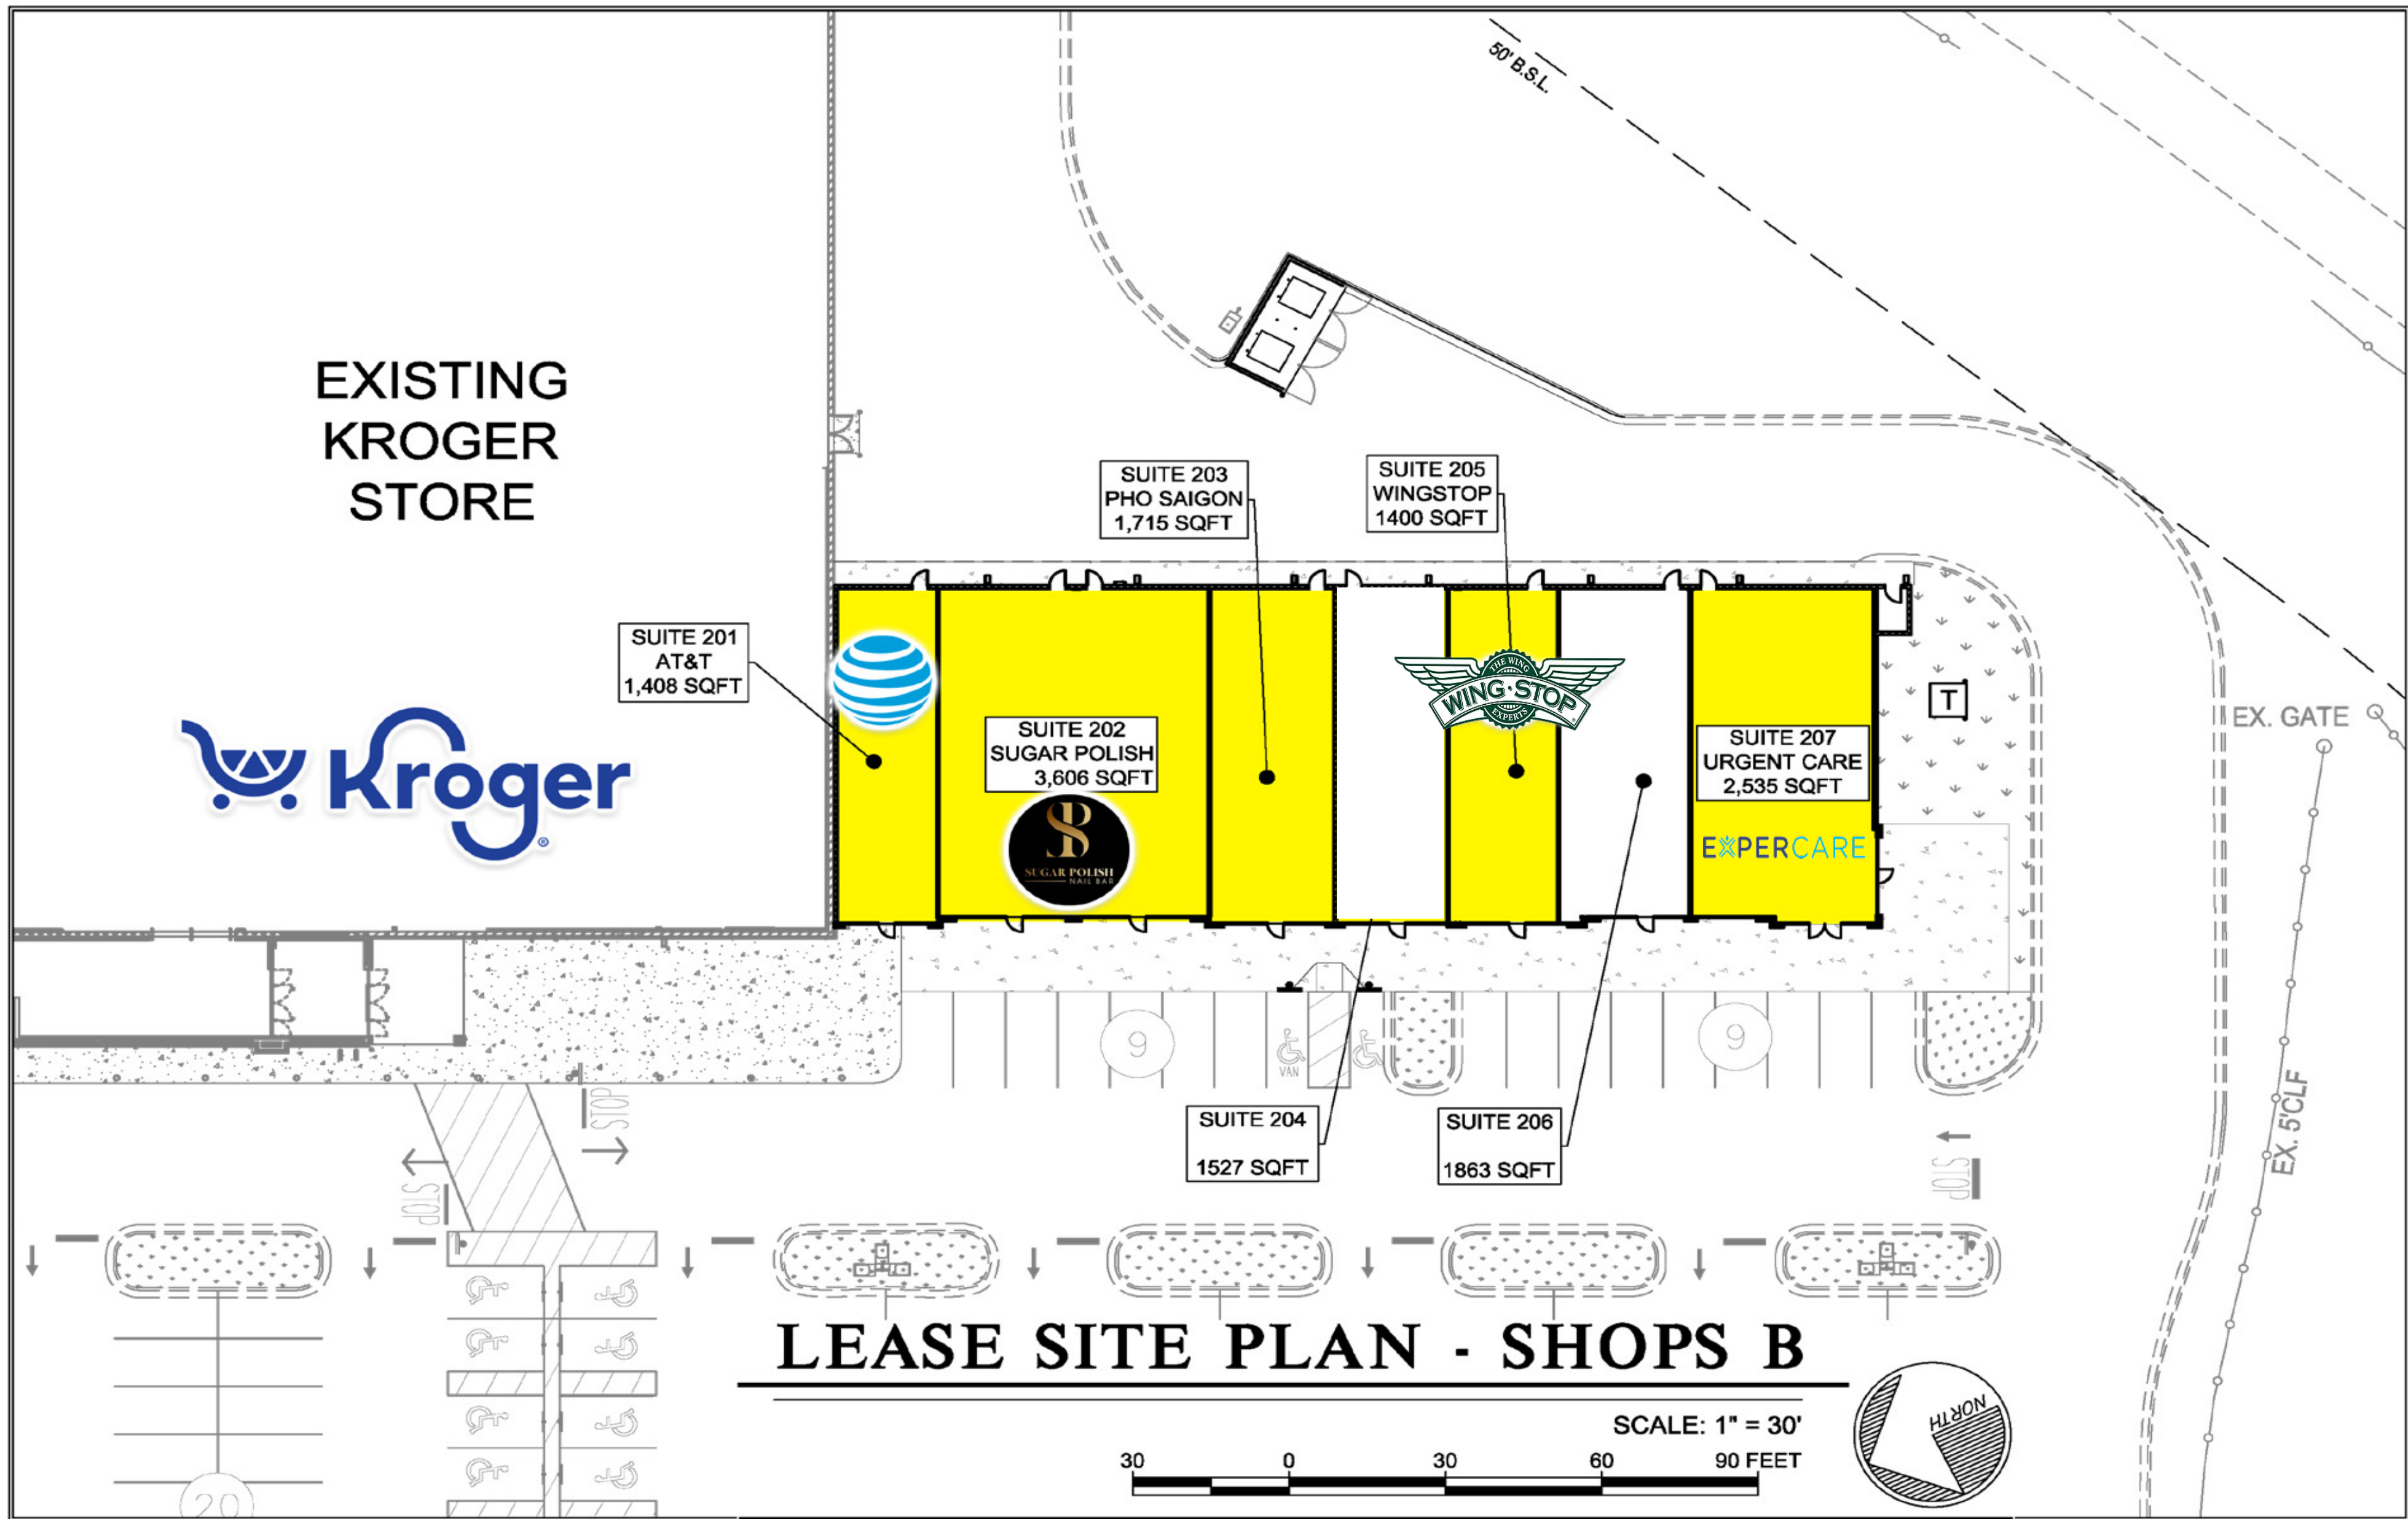 50' B.S.L.
EXISTING
KROGER
STORE
SUITE 203
PHO SAIGON
1,715 SQFT
SUITE 205
WINGSTOP
1400 SQFT
SUITE 201
AT&T
1,408 SQFT
Kroger
®
SUITE 202
SUGAR POLISH
3,606 SQFT
SB
SUGAR POLISH
NAIL BAR
THE WING
WING·STOP
EXPERTS
SUITE 207
URGENT CARE
2,535 SQFT
EXPERCARE
T
EX. GATE
9
VAN
9
STOP
STOP
SUITE 204
1527 SQFT
SUITE 206
1863 SQFT
STOP
EX. 5'CLF
LEASE SITE PLAN - SHOPS B
SCALE: 1" = 30'
30 0 30 60 90 FEET
NORTH
20